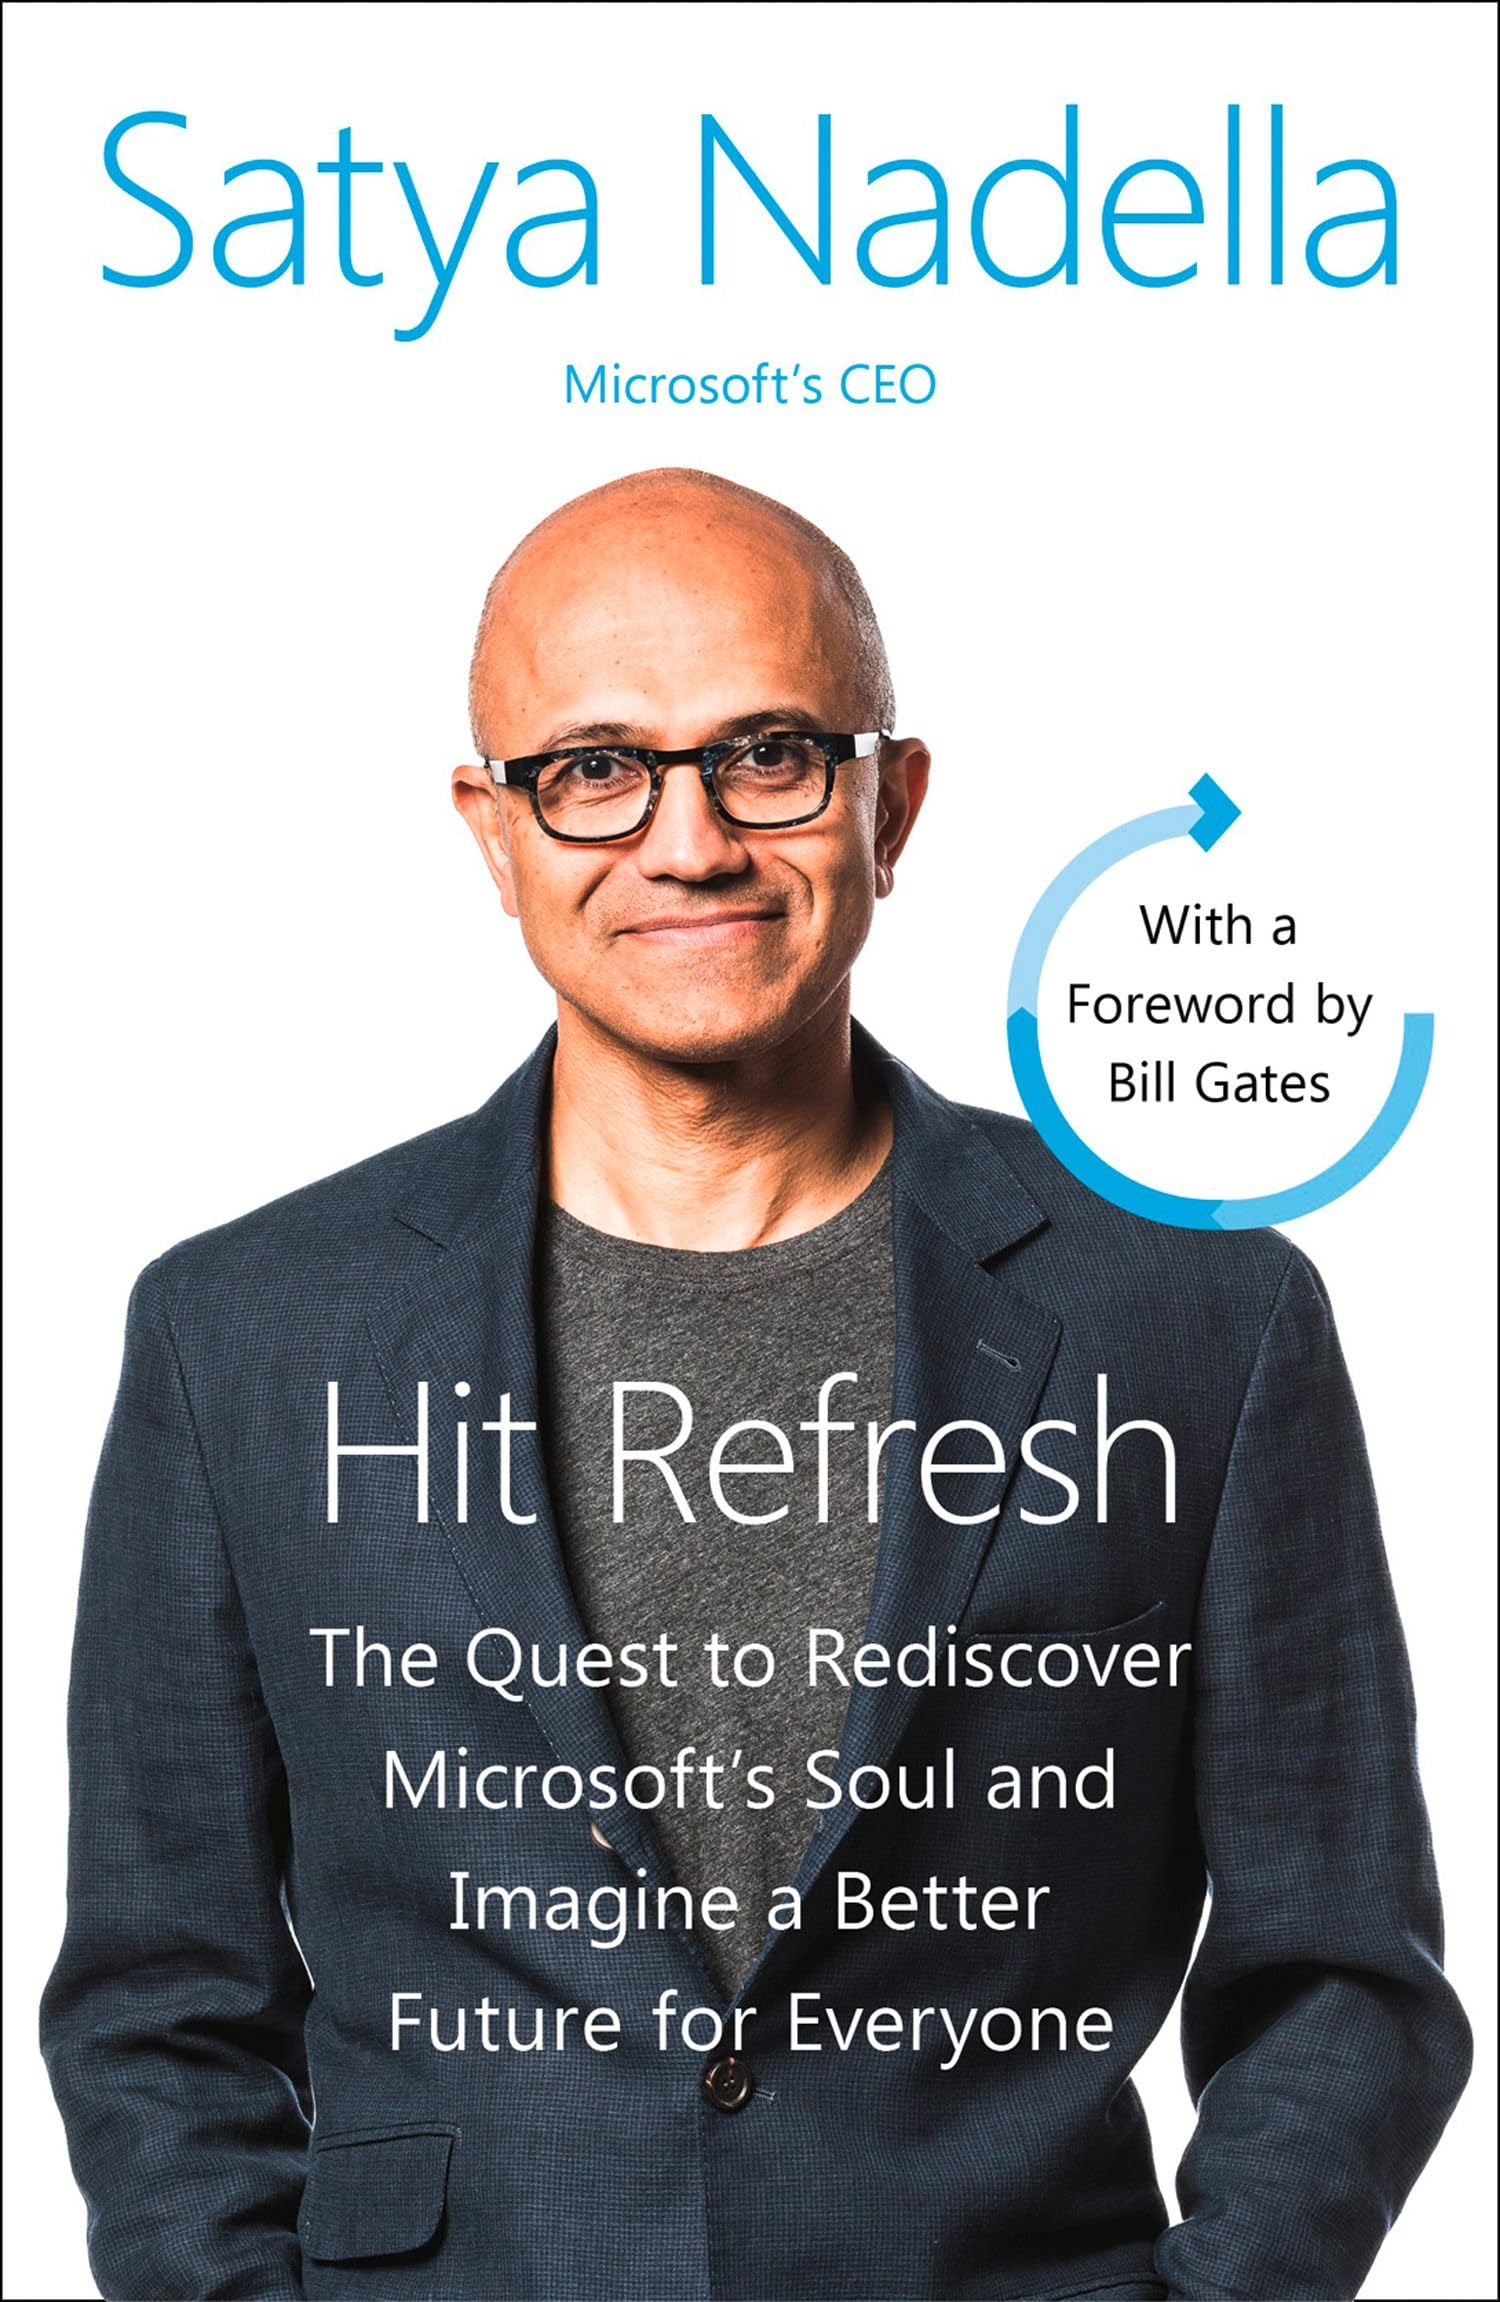 Satya Nadella
Microsoft’s CEO
With a
Foreword by
Bill Gates
Hit Refresh
The Quest to Rediscover
Microsoft’s Soul and
Imagine a Better
Future for Everyone